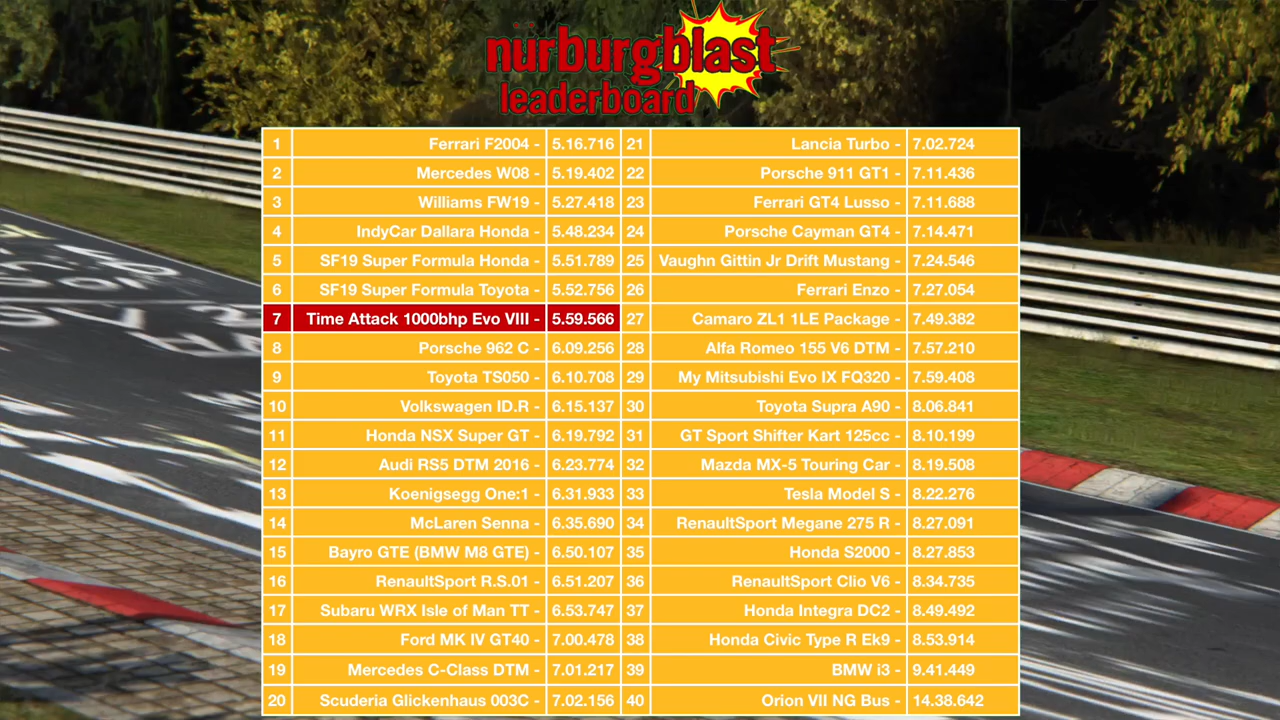 nürburgblast
leaderboard
1 Ferrari F2004 - 5.16.716 21 Lancia Turbo - 7.02.724
2 Mercedes W08 - 5.19.402 22 Porsche 911 GT1 - 7.11.436
3 Williams FW19 - 5.27.418 23 Ferrari GT4 Lusso - 7.11.688
4 IndyCar Dallara Honda - 5.48.234 24 Porsche Cayman GT4 - 7.14.471
5 SF19 Super Formula Honda - 5.51.789 25 Vaughn Gittin Jr Drift Mustang - 7.24.546
6 SF19 Super Formula Toyota - 5.52.756 26 Ferrari Enzo - 7.27.054
7 Time Attack 1000bhp Evo VIII - 5.59.566 27 Camaro ZL1 1LE Package - 7.49.382
8 Porsche 962 C - 6.09.256 28 Alfa Romeo 155 V6 DTM - 7.57.210
9 Toyota TS050 - 6.10.708 29 My Mitsubishi Evo IX FQ320 - 7.59.408
10 Volkswagen ID.R - 6.15.137 30 Toyota Supra A90 - 8.06.841
11 Honda NSX Super GT - 6.19.792 31 GT Sport Shifter Kart 125cc - 8.10.199
12 Audi RS5 DTM 2016 - 6.23.774 32 Mazda MX-5 Touring Car - 8.19.508
13 Koenigsegg One:1 - 6.31.933 33 Tesla Model S - 8.22.276
14 McLaren Senna - 6.35.690 34 RenaultSport Megane 275 R - 8.27.091
15 Bayro GTE (BMW M8 GTE) - 6.50.107 35 Honda S2000 - 8.27.853
16 RenaultSport R.S.01 - 6.51.207 36 RenaultSport Clio V6 - 8.34.735
17 Subaru WRX Isle of Man TT - 6.53.747 37 Honda Integra DC2 - 8.49.492
18 Ford MK IV GT40 - 7.00.478 38 Honda Civic Type R Ek9 - 8.53.914
19 Mercedes C-Class DTM - 7.01.217 39 BMW i3 - 9.41.449
20 Scuderia Glickenhaus 003C - 7.02.156 40 Orion VII NG Bus - 14.38.642